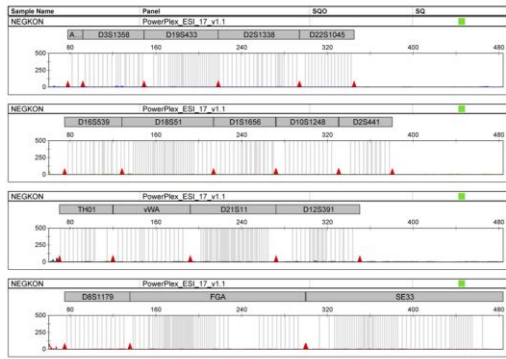 Sample Name Panel SQO SQ
NEGKON PowerPlex_ESI_17_v1.1
A... D3S1358 D19S433 D2S1338 D22S1045
80 160 240 320 400 480
500
250
0
NEGKON PowerPlex_ESI_17_v1.1
D16S539 D18S51 D1S1656 D10S1248 D2S441
80 160 240 320 400 480
500
250
0
NEGKON PowerPlex_ESI_17_v1.1
TH01 vWA D21S11 D12S391
80 160 240 320 400 480
500
250
0
NEGKON PowerPlex_ESI_17_v1.1
D8S1179 FGA SE33
80 160 240 320 400 480
500
250
0